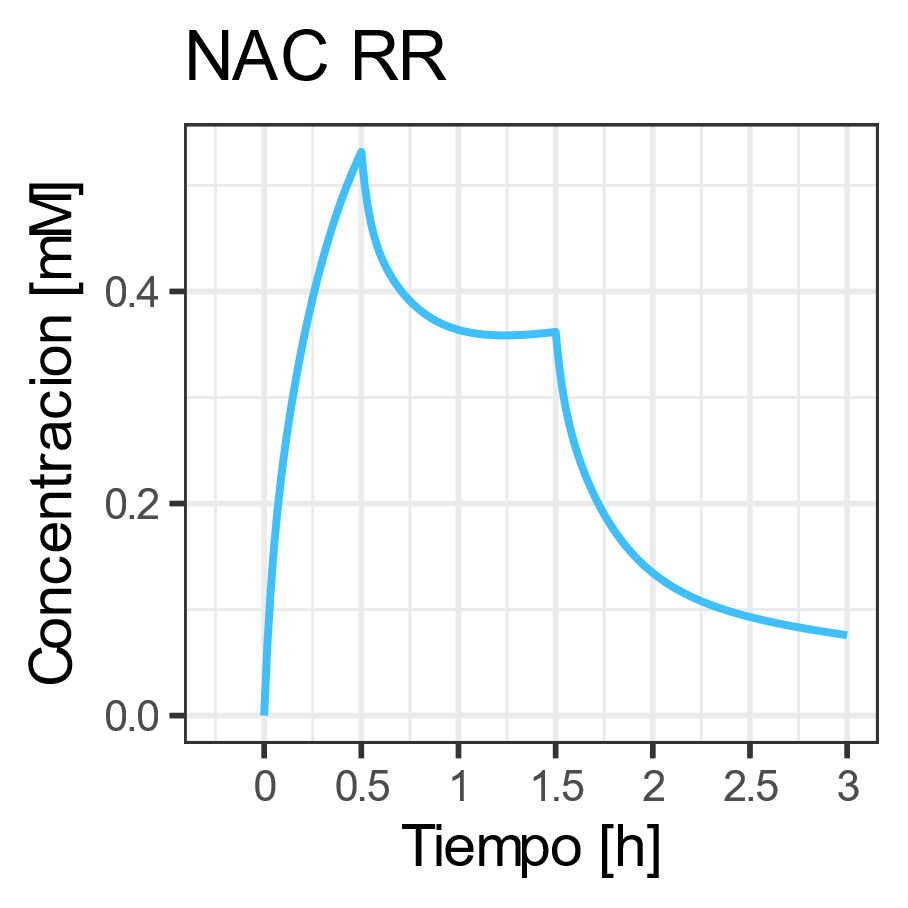 NAC RR
Concentracion [mM]
0.4
0.2
0.0
0 0.5 1 1.5 2 2.5 3
Tiempo [h]